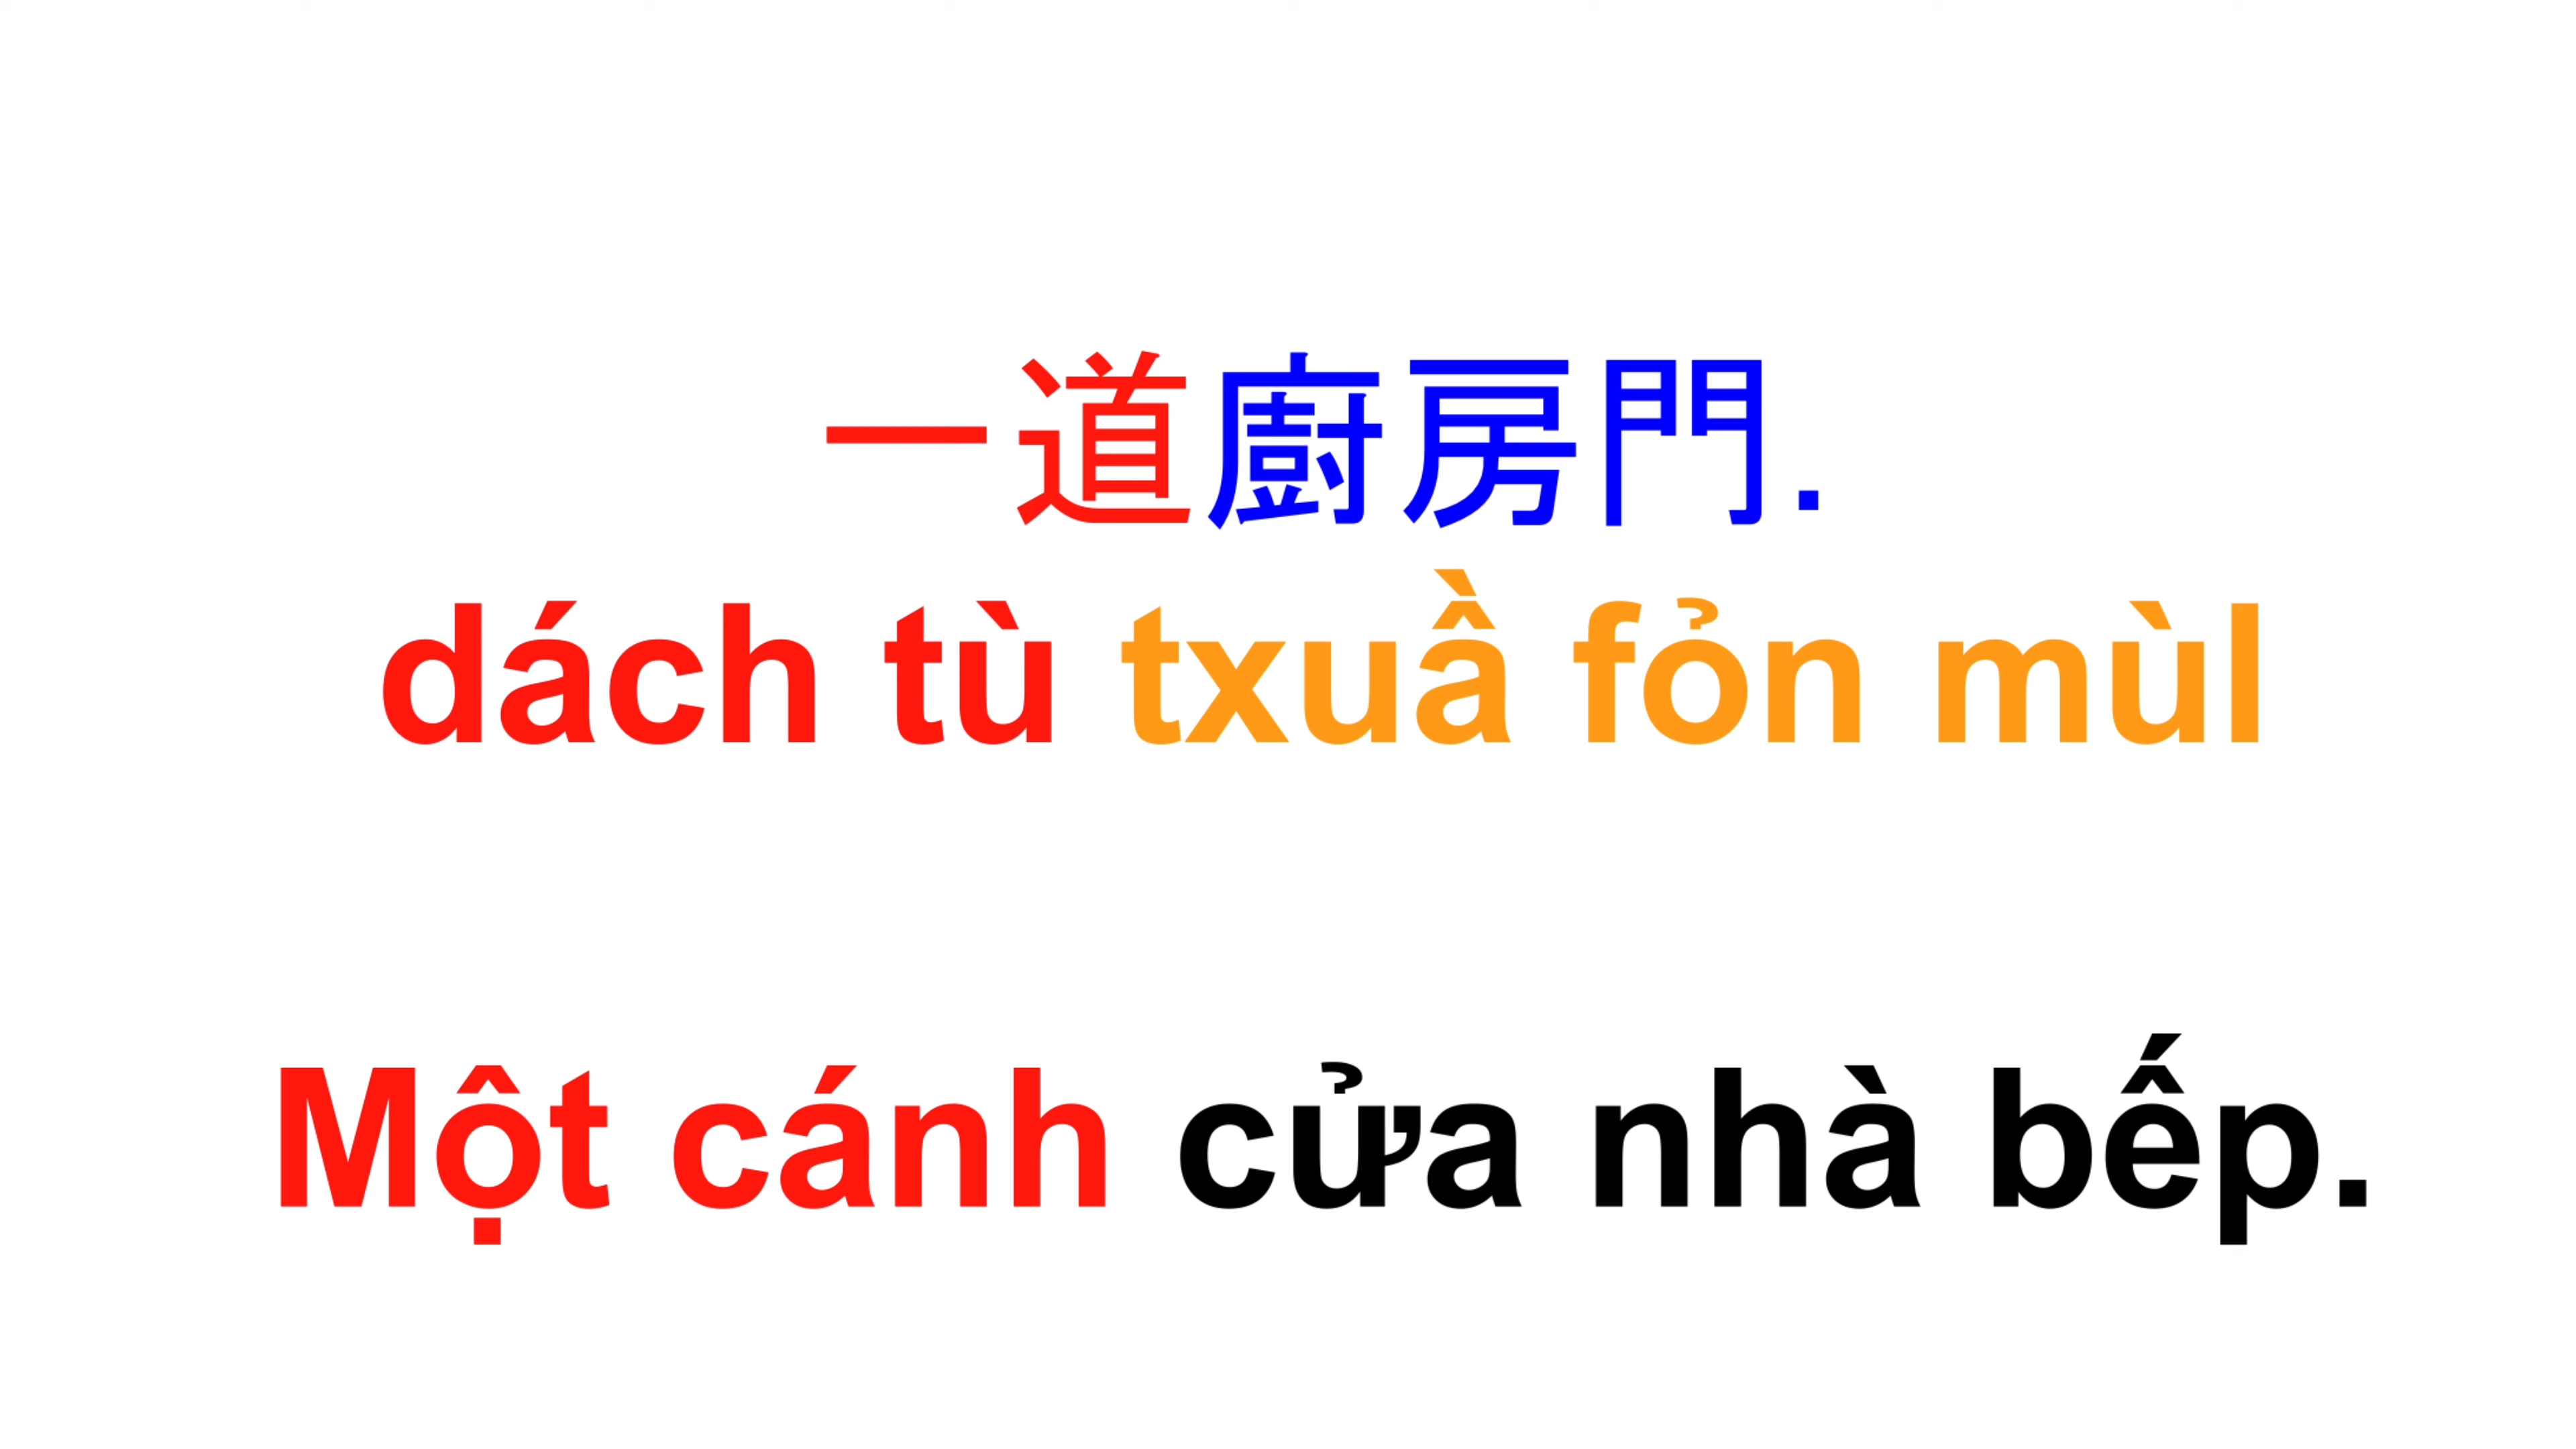 一道廚房門.
dách tù txuầ fỏn mùl
Một cánh cửa nhà bếp.